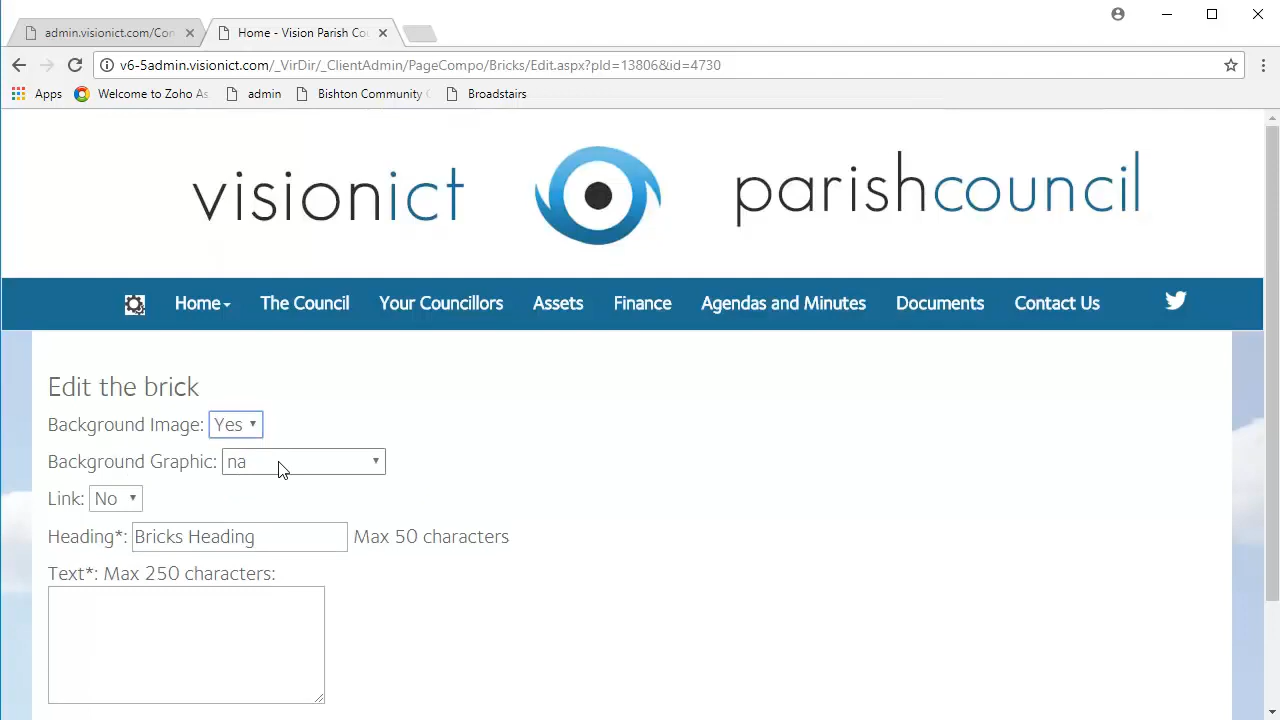 admin.visionict.com/Con
Home - Vision Parish Cou
v6-5admin.visionict.com/_VirDir/_ClientAdmin/PageCompo/Bricks/Edit.aspx?pId=13806&id=4730
Apps Welcome to Zoho As admin Bishton Community C Broadstairs
visionict parishcouncil
Home The Council Your Councillors Assets Finance Agendas and Minutes Documents Contact Us
Edit the brick
Background Image: Yes
Background Graphic: na
Link: No
Heading*: Bricks Heading Max 50 characters
Text*: Max 250 characters: